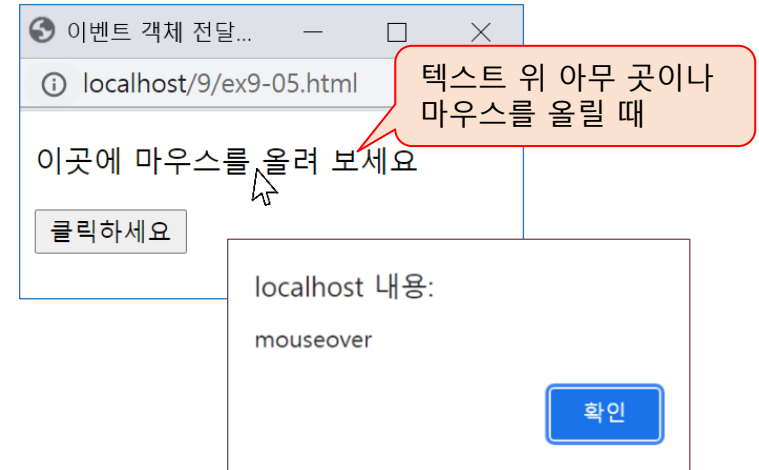 이벤트 객체 전달...
localhost/9/ex9-05.html
텍스트 위 아무 곳이나
마우스를 올릴 때
이곳에 마우스를 올려 보세요
클릭하세요
localhost 내용:
mouseover
확인